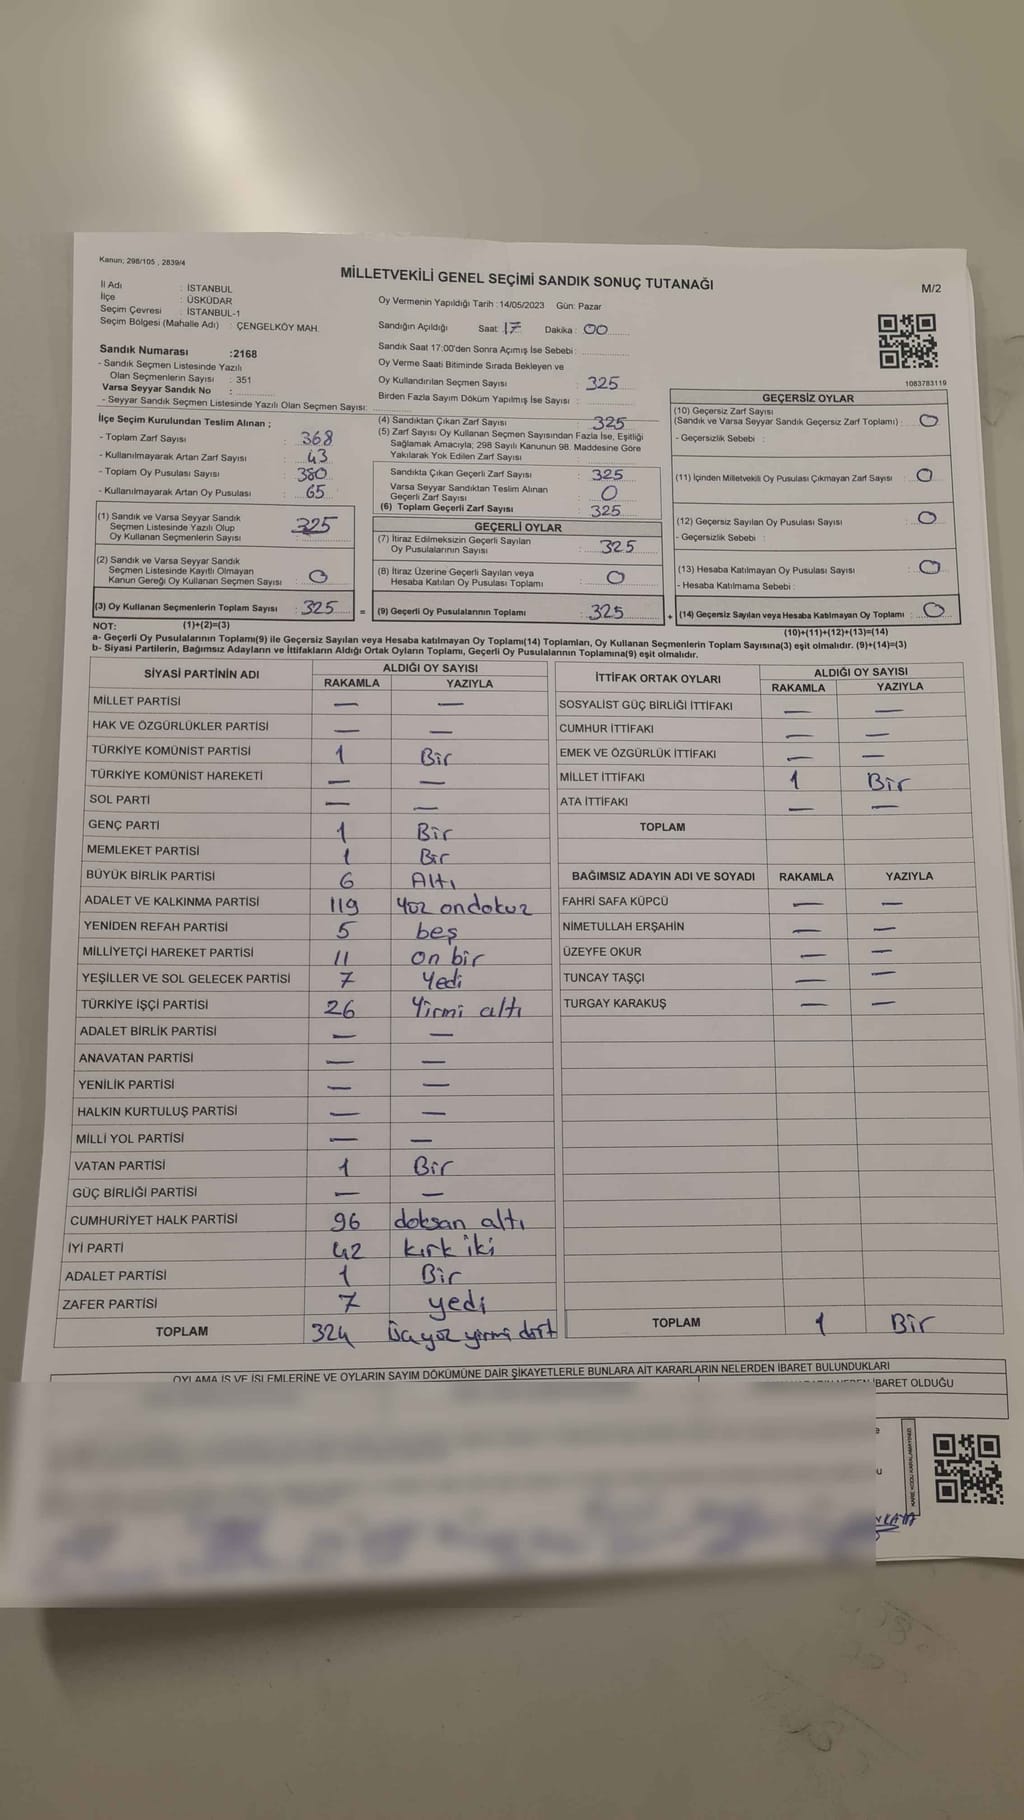 Kanun; 298/105 , 2839/4
MİLLETVEKİLİ GENEL SEÇİMİ SANDIK SONUÇ TUTANAĞI
M/2
İl Adı : İSTANBUL
İlçe : ÜSKÜDAR
Seçim Çevresi : İSTANBUL-1
Seçim Bölgesi (Mahalle Adı) : ÇENGELKÖY MAH.
Oy Vermenin Yapıldığı Tarih :14/05/2023 Gün: Pazar
Sandığın Açıldığı Saat: 17 Dakika : 00
Sandık Saat 17:00'den Sonra Açımış İse Sebebi :
Oy Verme Saati Bitiminde Sırada Bekleyen ve
Oy Kullandırılan Seçmen Sayısı : 325
Birden Fazla Sayım Döküm Yapılmış İse Sayısı :
1083783119
Sandık Numarası :2168
- Sandık Seçmen Listesinde Yazılı
Olan Seçmenlerin Sayısı : 351
Varsa Seyyar Sandık No :
- Seyyar Sandık Seçmen Listesinde Yazılı Olan Seçmen Sayısı:
İlçe Seçim Kurulundan Teslim Alınan ;
- Toplam Zarf Sayısı : 368
- Kullanılmayarak Artan Zarf Sayısı : 43
- Toplam Oy Pusulası Sayısı : 380
- Kullanılmayarak Artan Oy Pusulası : 65
(1) Sandık ve Varsa Seyyar Sandık
Seçmen Listesinde Yazılı Olup
Oy Kullanan Seçmenlerin Sayısı : 325
(2) Sandık ve Varsa Seyyar Sandık
Seçmen Listesinde Kayıtlı Olmayan
Kanun Gereği Oy Kullanan Seçmen Sayısı : 0
(3) Oy Kullanan Seçmenlerin Toplam Sayısı : 325 =
(4) Sandıktan Çıkan Zarf Sayısı : 325
(5) Zarf Sayısı Oy Kullanan Seçmen Sayısından Fazla İse, Eşitliği
Sağlamak Amacıyla; 298 Sayılı Kanunun 98. Maddesine Göre
Yakılarak Yok Edilen Zarf Sayısı
Sandıkta Çıkan Geçerli Zarf Sayısı : 325
Varsa Seyyar Sandıktan Teslim Alınan
Geçerli Zarf Sayısı : 0
(6) Toplam Geçerli Zarf Sayısı : 325
GEÇERLİ OYLAR
(7) İtiraz Edilmeksizin Geçerli Sayılan
Oy Pusulalarının Sayısı : 325
(8) İtiraz Üzerine Geçerli Sayılan veya
Hesaba Katılan Oy Pusulası Toplamı : 0
(9) Geçerli Oy Pusulalarının Toplamı : 325 +
GEÇERSİZ OYLAR
(10) Geçersiz Zarf Sayısı
(Sandık ve Varsa Seyyar Sandık Geçersiz Zarf Toplamı) : 0
- Geçersizlik Sebebi :
(11) İçinden Milletvekili Oy Pusulası Çıkmayan Zarf Sayısı : 0
(12) Geçersiz Sayılan Oy Pusulası Sayısı : 0
- Geçersizlik Sebebi :
(13) Hesaba Katılmayan Oy Pusulası Sayısı : 0
- Hesaba Katılmama Sebebi :
(14) Geçersiz Sayılan veya Hesaba Katılmayan Oy Toplamı : 0
NOT: (1)+(2)=(3)
(10)+(11)+(12)+(13)=(14)
a- Geçerli Oy Pusulalarının Toplamı(9) ile Geçersiz Sayılan veya Hesaba katılmayan Oy Toplamı(14) Toplamları, Oy Kullanan Seçmenlerin Toplam Sayısına(3) eşit olmalıdır. (9)+(14)=(3)
b- Siyasi Partilerin, Bağımsız Adayların ve İttifakların Aldığı Ortak Oyların Toplamı, Geçerli Oy Pusulalarının Toplamına(9) eşit olmalıdır.
SİYASİ PARTİNİN ADI ALDIĞI OY SAYISI
RAKAMLA YAZIYLA
MİLLET PARTİSİ — —
HAK VE ÖZGÜRLÜKLER PARTİSİ — —
TÜRKİYE KOMÜNİST PARTİSİ 1 Bir
TÜRKİYE KOMÜNİST HAREKETİ — —
SOL PARTİ — —
GENÇ PARTİ 1 Bir
MEMLEKET PARTİSİ 1 Bir
BÜYÜK BİRLİK PARTİSİ 6 Altı
ADALET VE KALKINMA PARTİSİ 119 Yüz ondokuz
YENİDEN REFAH PARTİSİ 5 beş
MİLLİYETÇİ HAREKET PARTİSİ 11 on bir
YEŞİLLER VE SOL GELECEK PARTİSİ 7 Yedi
TÜRKİYE İŞÇİ PARTİSİ 26 Yirmi altı
ADALET BİRLİK PARTİSİ — —
ANAVATAN PARTİSİ — —
YENİLİK PARTİSİ — —
HALKIN KURTULUŞ PARTİSİ — —
MİLLİ YOL PARTİSİ — —
VATAN PARTİSİ 1 Bir
GÜÇ BİRLİĞİ PARTİSİ — —
CUMHURİYET HALK PARTİSİ 96 doksan altı
İYİ PARTİ 42 kırk iki
ADALET PARTİSİ 1 Bir
ZAFER PARTİSİ 7 yedi
TOPLAM 324 Üçyüz yirmi dört
İTTİFAK ORTAK OYLARI ALDIĞI OY SAYISI
RAKAMLA YAZIYLA
SOSYALİST GÜÇ BİRLİĞİ İTTİFAKI — —
CUMHUR İTTİFAKI — —
EMEK VE ÖZGÜRLÜK İTTİFAKI — —
MİLLET İTTİFAKI 1 Bir
ATA İTTİFAKI — —
TOPLAM
BAĞIMSIZ ADAYIN ADI VE SOYADI RAKAMLA YAZIYLA
FAHRİ SAFA KÜPCÜ — —
NİMETULLAH ERŞAHİN — —
ÜZEYFE OKUR — —
TUNCAY TAŞÇI — —
TURGAY KARAKUŞ — —
TOPLAM 1 Bir
OYLAMA İŞ VE İŞLEMLERİNE VE OYLARIN SAYIM DÖKÜMÜNE DAİR ŞİKAYETLERLE BUNLARA AİT KARARLARIN NELERDEN İBARET BULUNDUKLARI
İBARET OLDUĞU